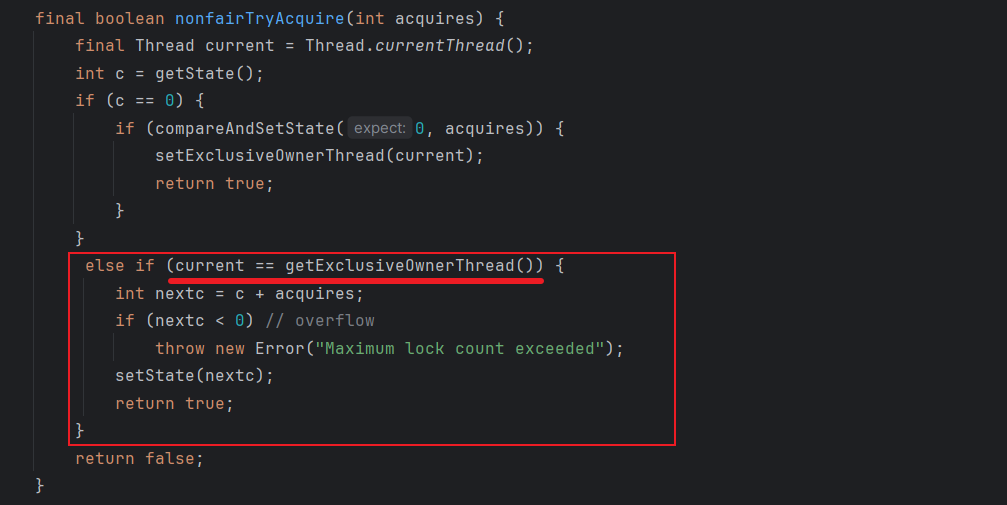 final boolean nonfairTryAcquire(int acquires) {
final Thread current = Thread.currentThread();
int c = getState();
if (c == 0) {
if (compareAndSetState( expect: 0, acquires)) {
setExclusiveOwnerThread(current);
return true;
}
}
else if (current == getExclusiveOwnerThread()) {
int nextc = c + acquires;
if (nextc < 0) // overflow
throw new Error("Maximum lock count exceeded");
setState(nextc);
return true;
}
return false;
}